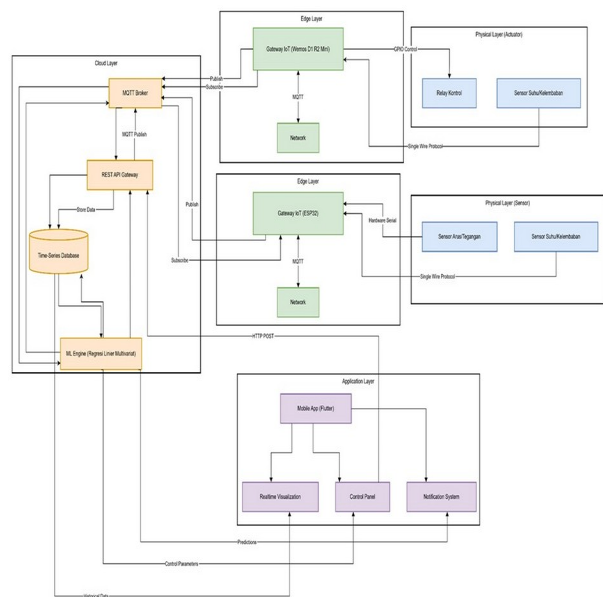 Edge Layer
Gateway IoT (Wemos D1 R2 Mini)
GPIO Control
Physical Layer (Actuator)
Cloud Layer
Publish
Subscribe
MQTT Broker
MQTT
Relay Kontrol
Sensor Suhu/Kelembaban
MQTT Publish
Network
Single Wire Protocol
REST API Gateway
Edge Layer
Physical Layer (Sensor)
Store Data
Publish
Gateway IoT (ESP32)
Hardware Serial
Sensor Arus/Tegangan
Sensor Suhu/Kelembaban
Time-Series Database
Subscribe
MQTT
Single Wire Protocol
Network
HTTP POST
ML Engine (Regresi Linier Multivariat)
Application Layer
Mobile App (Flutter)
Realtime Visualization
Control Panel
Notification System
Predictions
Control Parameters
Historical Data